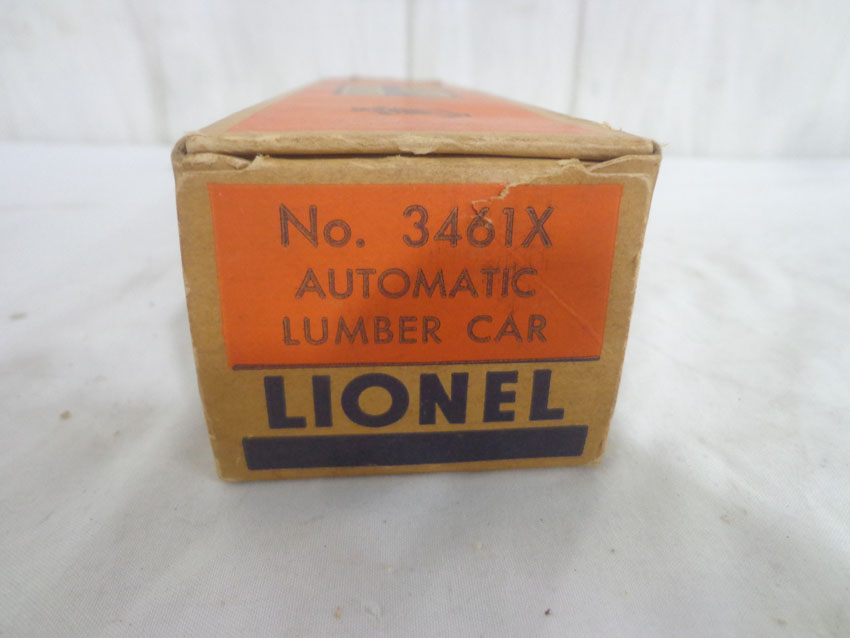 No. 3461X
AUTOMATIC
LUMBER CAR
LIONEL